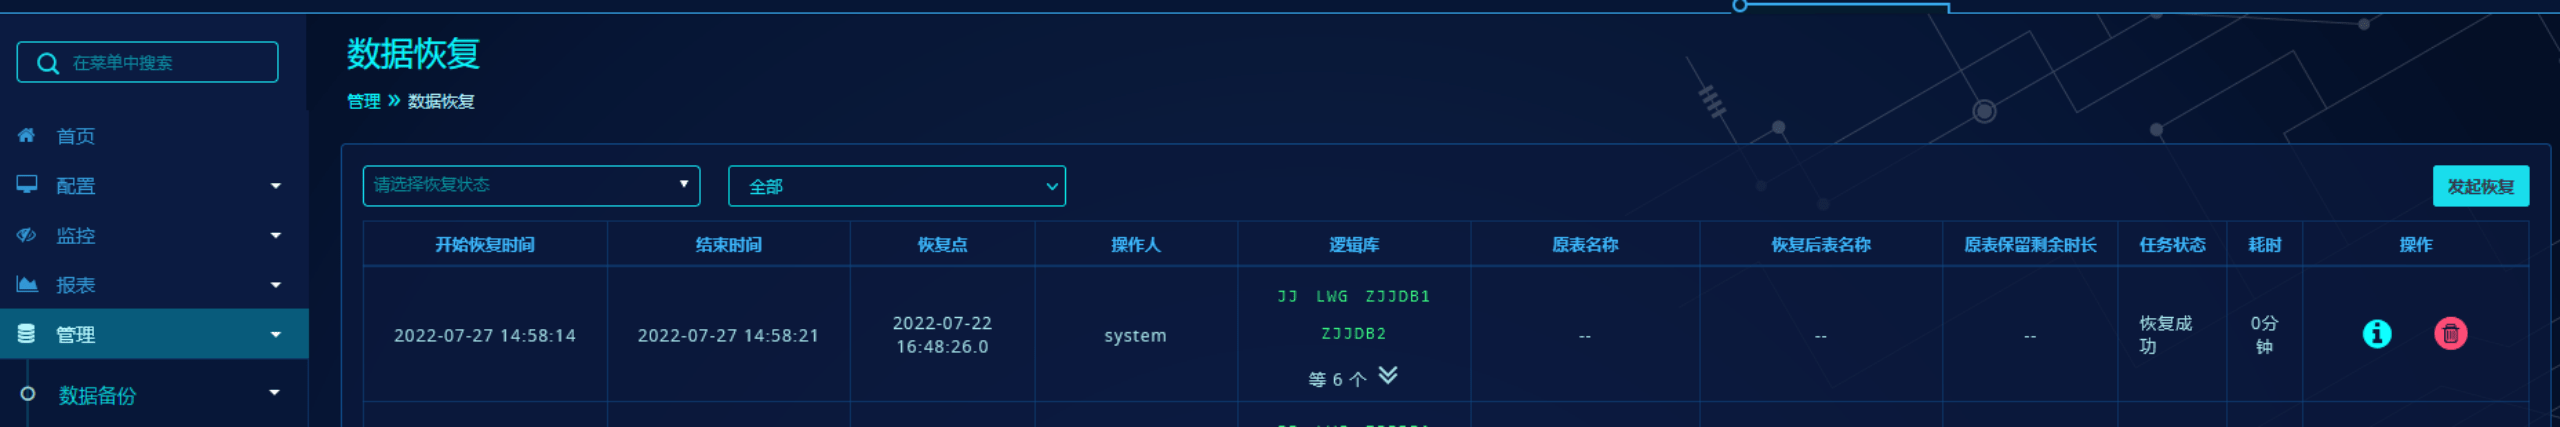 在菜单中搜索
首页
配置
监控
报表
管理
数据备份
数据恢复
管理 » 数据恢复
请选择恢复状态
全部
发起恢复
开始恢复时间 结束时间 恢复点 操作人 逻辑库 原表名称 恢复后表名称 原表保留剩余时长 任务状态 耗时 操作
2022-07-27 14:58:14
2022-07-27 14:58:21
2022-07-22
16:48:26.0
system
JJ LWG ZJJDB1
ZJJDB2
等 6 个
--
--
--
恢复成
功
0分
钟